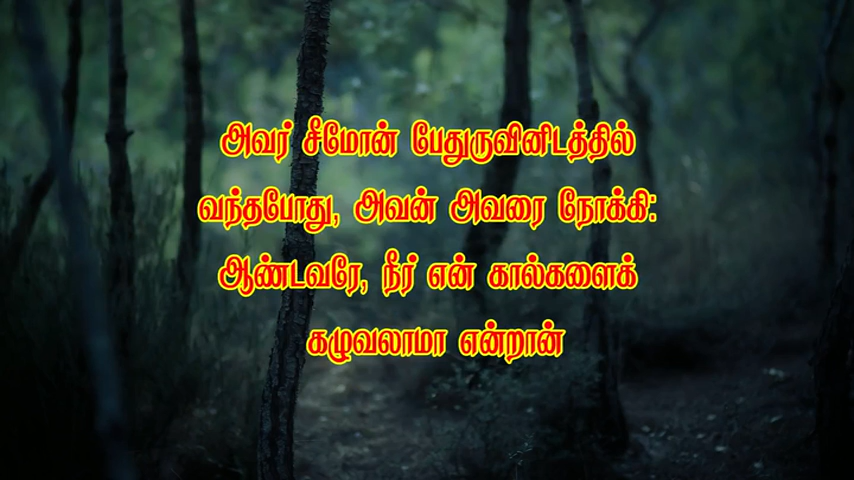 அவர் சீமோன் பேதுருவினிடத்தில்
வந்தபோது, அவன் அவரை நோக்கி:
ஆண்டவரே, நீர் என் கால்களைக்
கழுவலாமா என்றான்